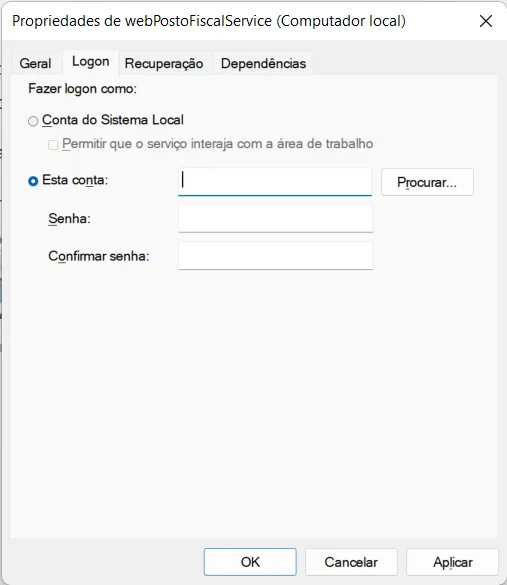 Propriedades de webPostoFiscalService (Computador local)
Geral Logon Recuperação Dependências
Fazer logon como:
Conta do Sistema Local
Permitir que o serviço interaja com a área de trabalho
Esta conta:
Procurar...
Senha:
Confirmar senha:
OK Cancelar Aplicar